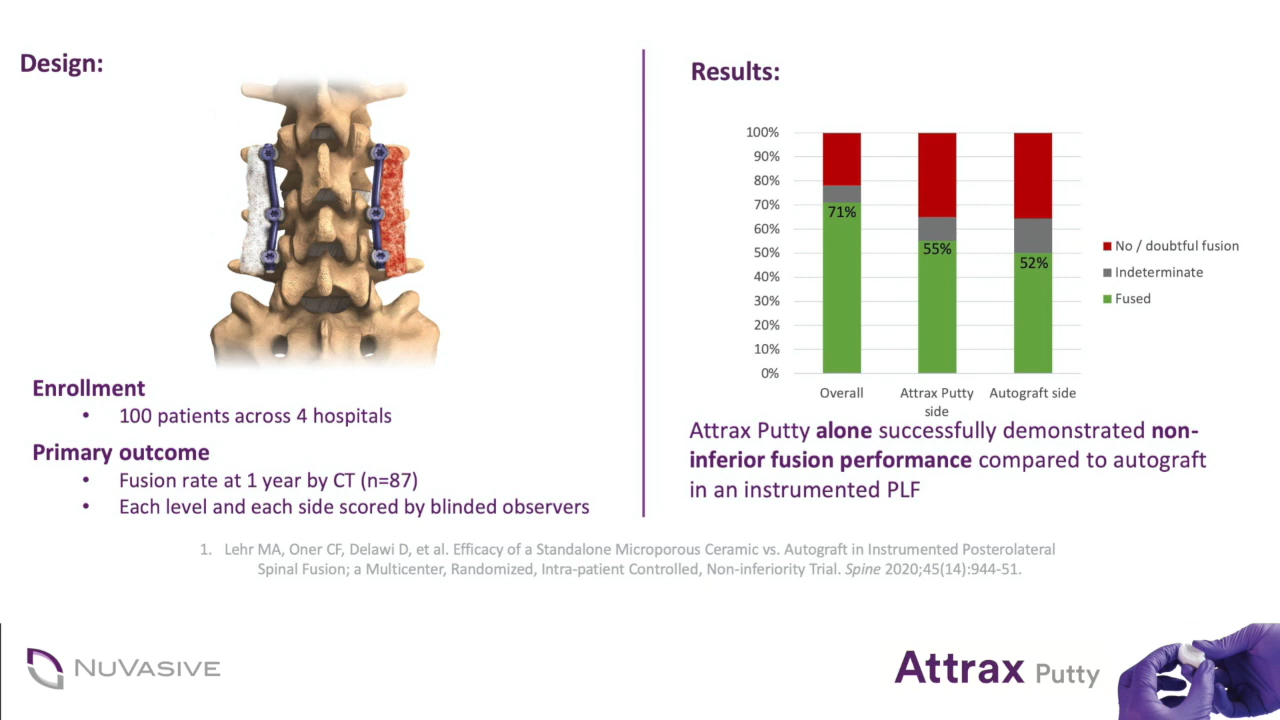 Design:
Enrollment
• 100 patients across 4 hospitals
Primary outcome
• Fusion rate at 1 year by CT (n=87)
• Each level and each side scored by blinded observers
Results:
100%
90%
80%
70%
60%
50%
40%
30%
20%
10%
0%
71%
55%
52%
Overall
Attrax Putty
side
Autograft side
No / doubtful fusion
Indeterminate
Fused
Attrax Putty alone successfully demonstrated non-
inferior fusion performance compared to autograft
in an instrumented PLF
1. Lehr MA, Oner CF, Delawi D, et al. Efficacy of a Standalone Microporous Ceramic vs. Autograft in Instrumented Posterolateral
Spinal Fusion; a Multicenter, Randomized, Intra-patient Controlled, Non-inferiority Trial. Spine 2020;45(14):944-51.
NUVASIVE
Attrax Putty